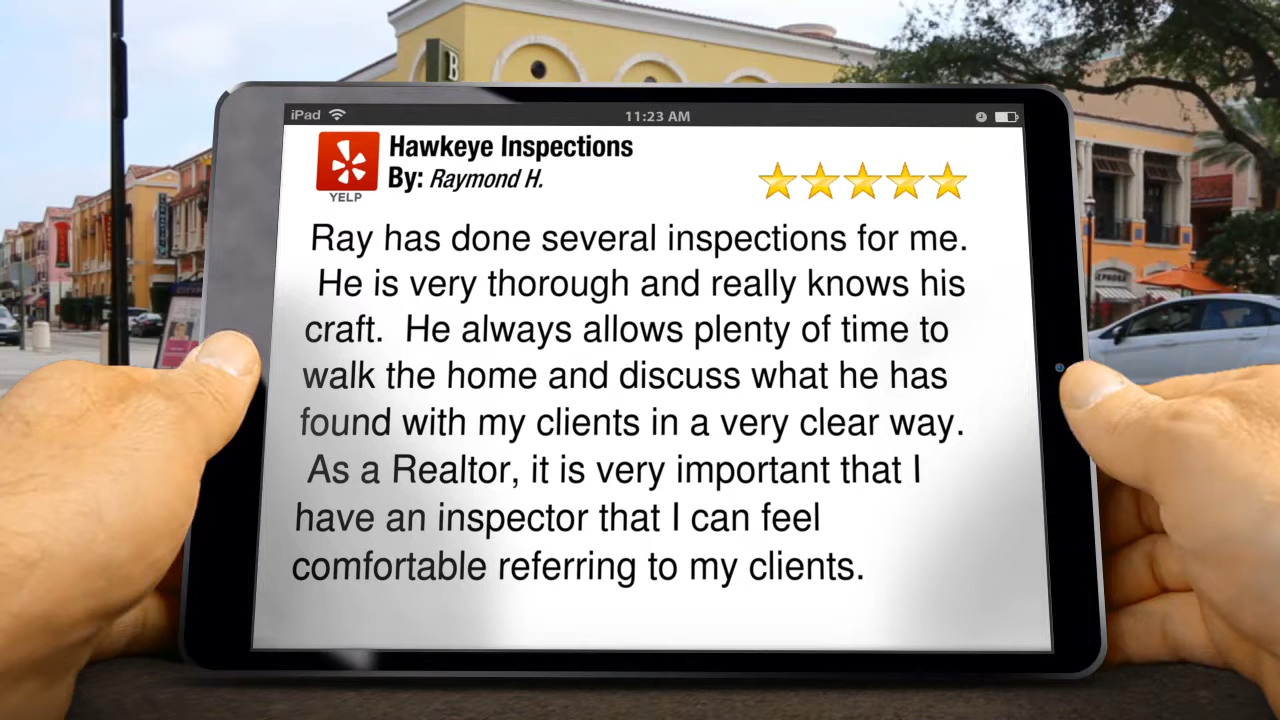 iPad
11:23 AM
YELP
Hawkeye Inspections
By: Raymond H.
Ray has done several inspections for me.
He is very thorough and really knows his
craft. He always allows plenty of time to
walk the home and discuss what he has
found with my clients in a very clear way.
As a Realtor, it is very important that I
have an inspector that I can feel
comfortable referring to my clients.
B
SEPHORA